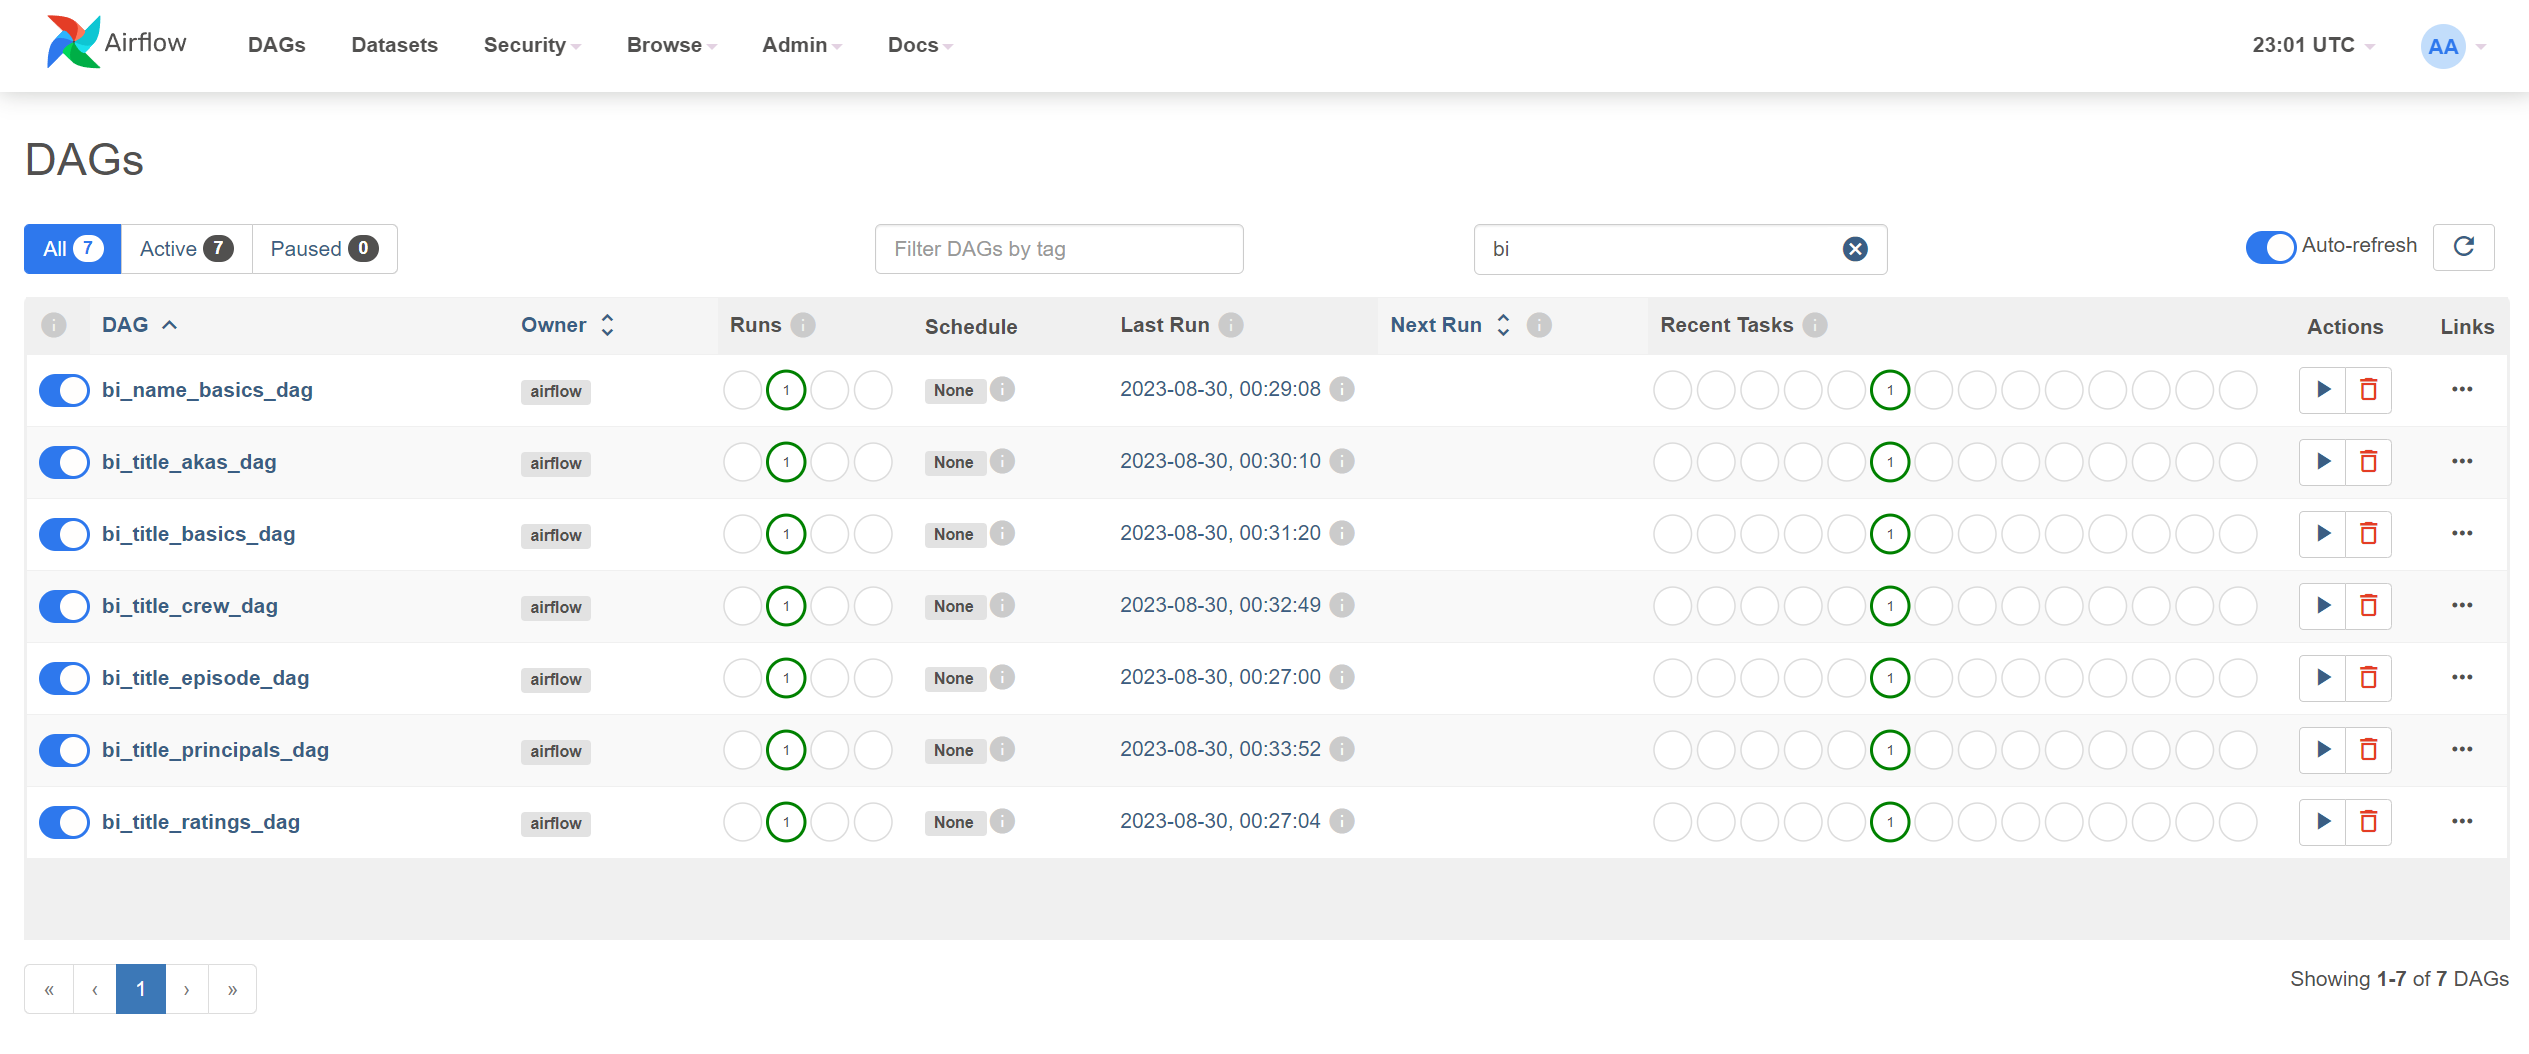 Airflow DAGs Datasets Security Browse Admin Docs 23:01 UTC AA
DAGs
All 7 Active 7 Paused 0 Filter DAGs by tag bi Auto-refresh
DAG Owner Runs Schedule Last Run Next Run Recent Tasks Actions Links
bi_name_basics_dag airflow 1 None 2023-08-30, 00:29:08 1
bi_title_akas_dag airflow 1 None 2023-08-30, 00:30:10 1
bi_title_basics_dag airflow 1 None 2023-08-30, 00:31:20 1
bi_title_crew_dag airflow 1 None 2023-08-30, 00:32:49 1
bi_title_episode_dag airflow 1 None 2023-08-30, 00:27:00 1
bi_title_principals_dag airflow 1 None 2023-08-30, 00:33:52 1
bi_title_ratings_dag airflow 1 None 2023-08-30, 00:27:04 1
« ‹ 1 › » Showing 1-7 of 7 DAGs